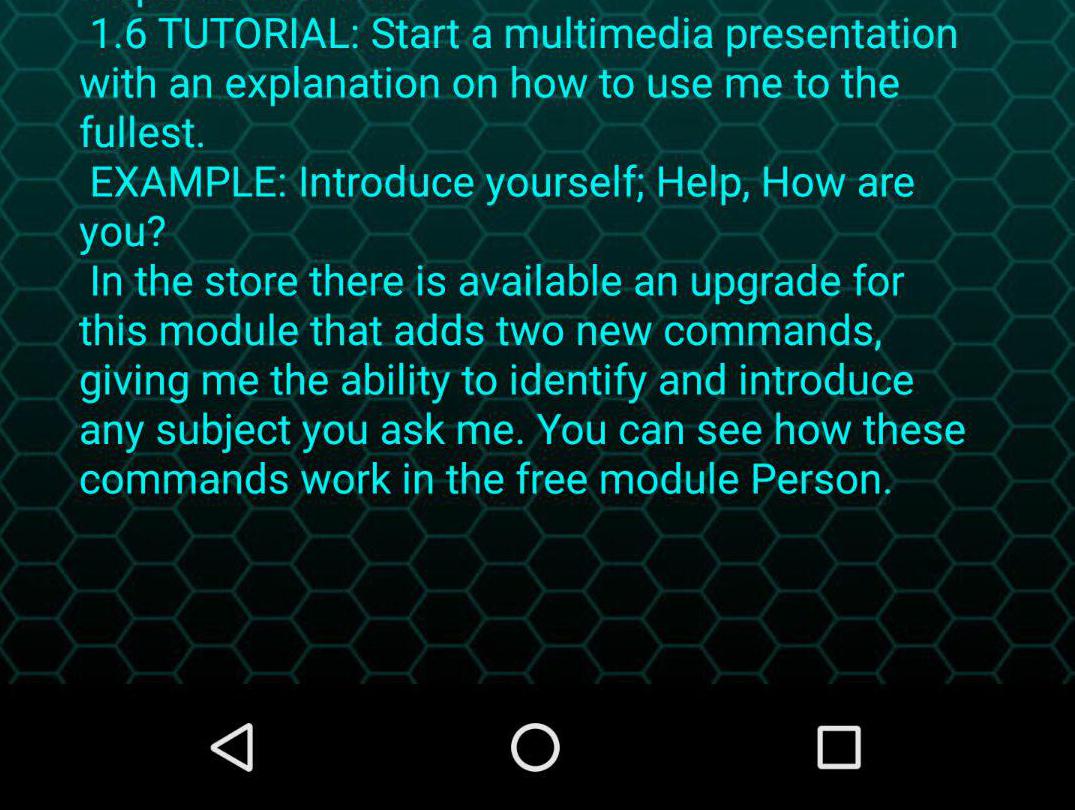 1.6 TUTORIAL: Start a multimedia presentation
with an explanation on how to use me to the
fullest.
EXAMPLE: Introduce yourself; Help, How are
you?
In the store there is available an upgrade for
this module that adds two new commands,
giving me the ability to identify and introduce
any subject you ask me. You can see how these
commands work in the free module Person.